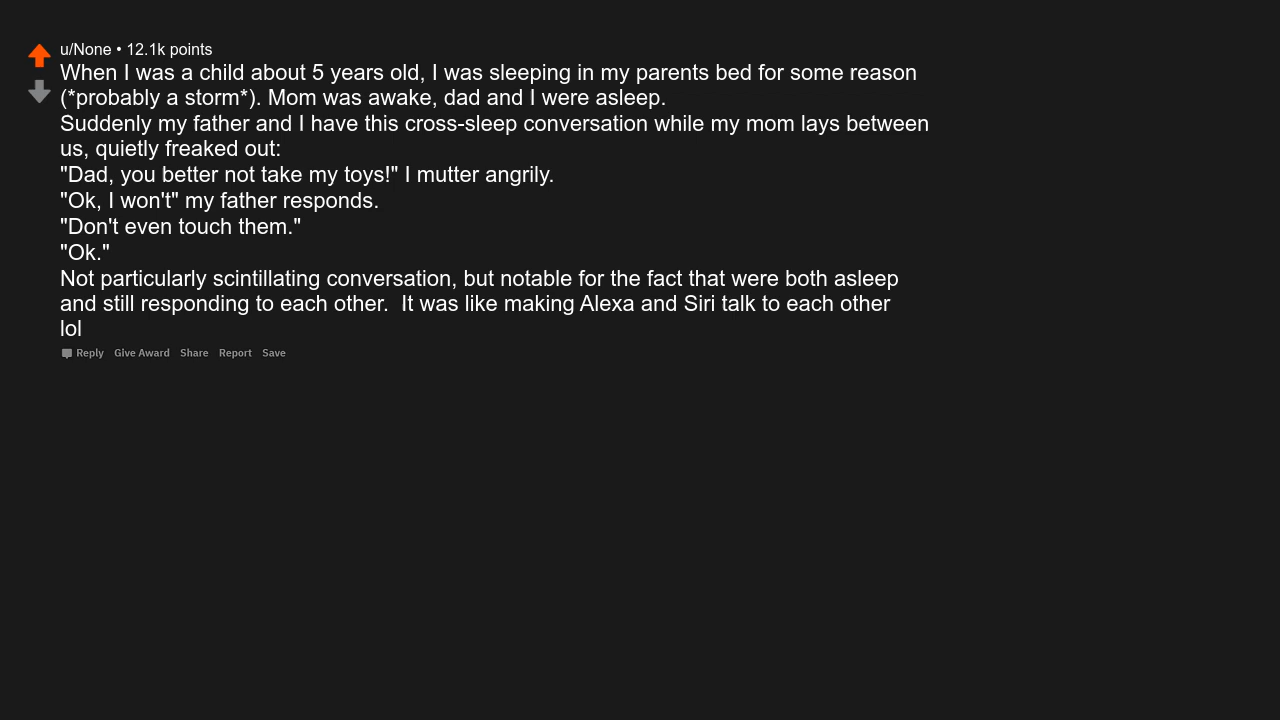 u/None • 12.1k points
When I was a child about 5 years old, I was sleeping in my parents bed for some reason
(*probably a storm*). Mom was awake, dad and I were asleep.
Suddenly my father and I have this cross-sleep conversation while my mom lays between
us, quietly freaked out:
"Dad, you better not take my toys!" I mutter angrily.
"Ok, I won't" my father responds.
"Don't even touch them."
"Ok."
Not particularly scintillating conversation, but notable for the fact that were both asleep
and still responding to each other.  It was like making Alexa and Siri talk to each other
lol
Reply Give Award Share Report Save